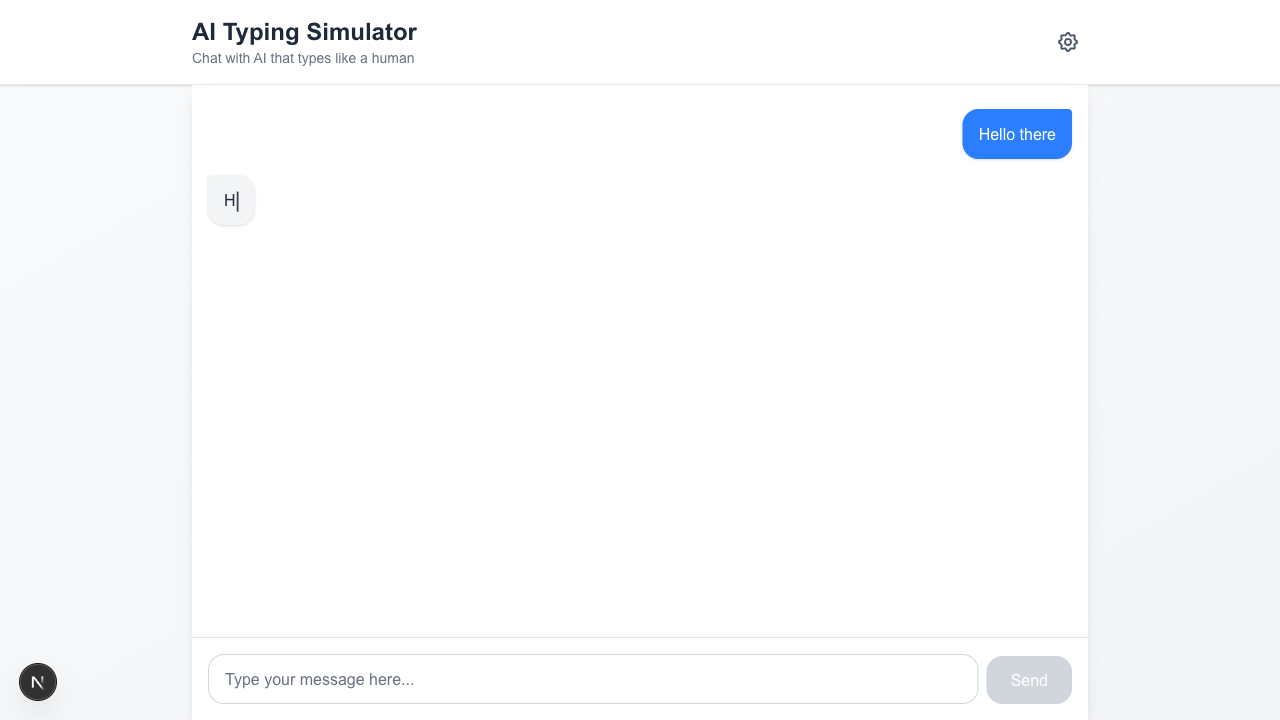 AI Typing Simulator
Chat with AI that types like a human
Hello there
H
Type your message here...
Send
N